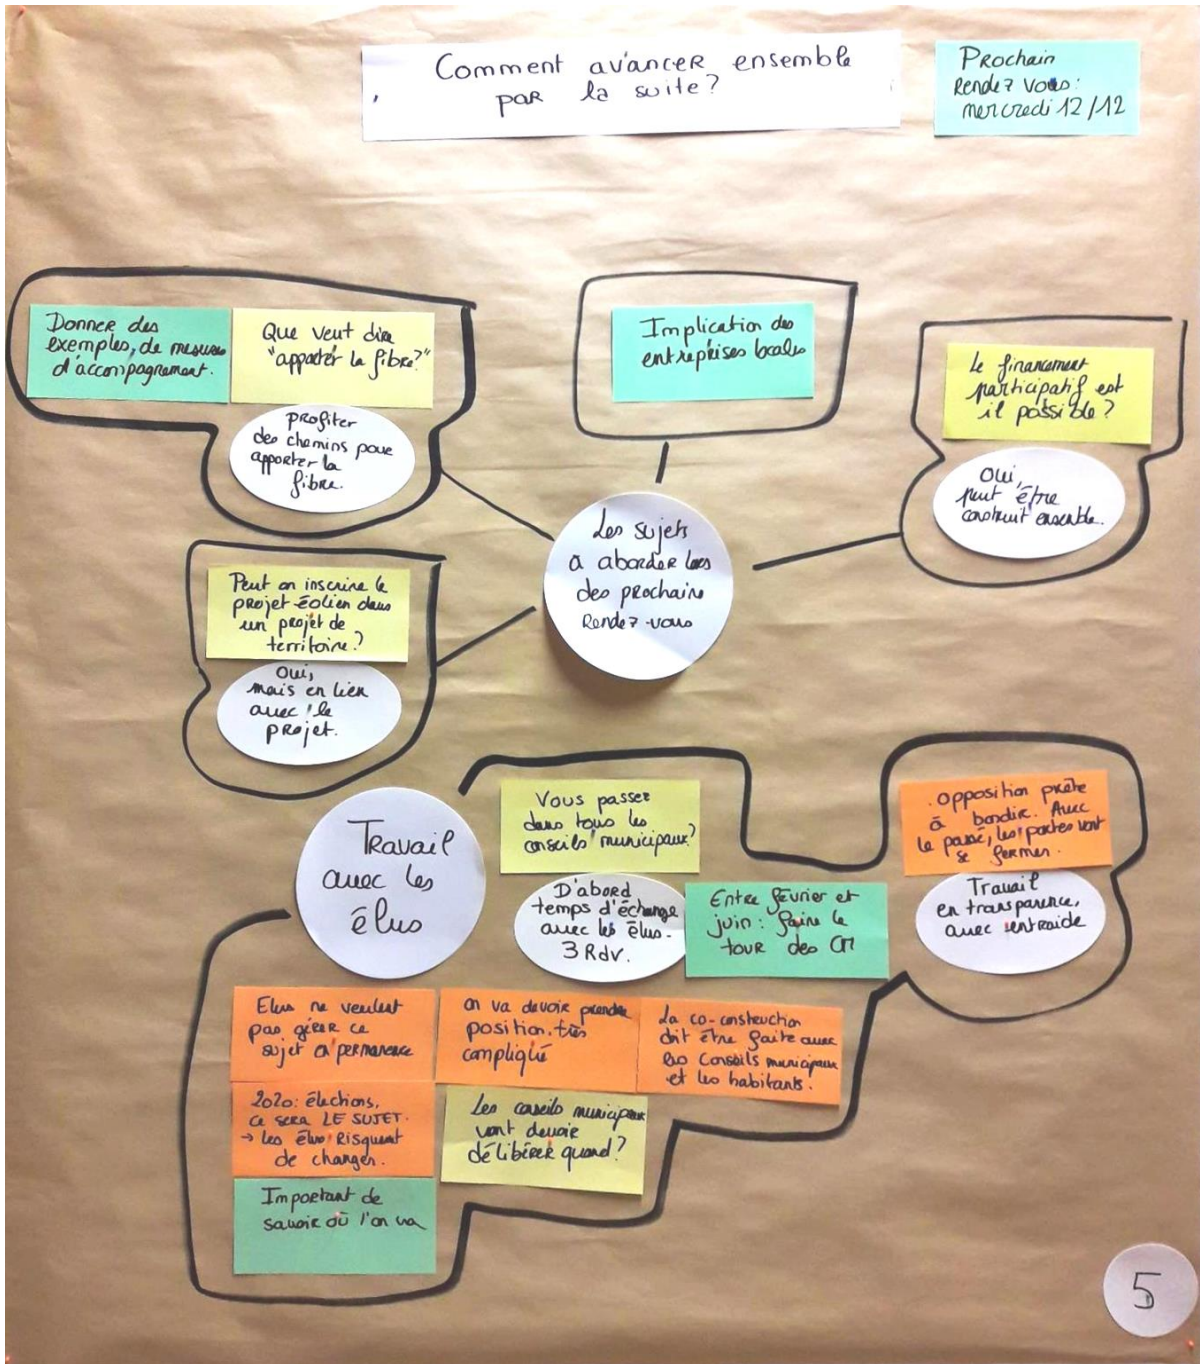 Comment avancer ensemble
par la suite?
Prochain
Rendez vous:
mercredi 12/12
Donner des
exemples, de mesures
d'accompagnement.
Que veut dire
"apporter la fibre?"
profiter
des chemins pour
apporter la
fibre.
Implication des
entreprises locales
Le financement
participatif est
il possible?
Oui,
peut être
construit ensemble.
Les sujets
à aborder lors
des prochains
Rendez-vous
Peut on inscrire le
projet éolien dans
un projet de
territoire?
Oui,
mais en lien
avec le
projet.
Travail
avec les
élus
Vous passez
dans tous les
conseils municipaux?
D'abord
temps d'échange
avec les élus.
3 Rdv.
Entre février et
juin: faire le
tour des CM
. Opposition prête
à bondir. Avec
le passé, les portes vont
se fermer.
Travail
en transparence,
avec entraide
Elus ne veulent
pas gérer ce
sujet en permanence
On va devoir prendre
position, très
compliqué
La co-construction
doit être faite avec
les Conseils municipaux
et les habitants.
2020: élections,
ce sera LE SUJET.
→ Les élus Risquent
de changer.
Les conseils municipaux
vont devoir
délibérer quand?
Important de
savoir où l'on va
5